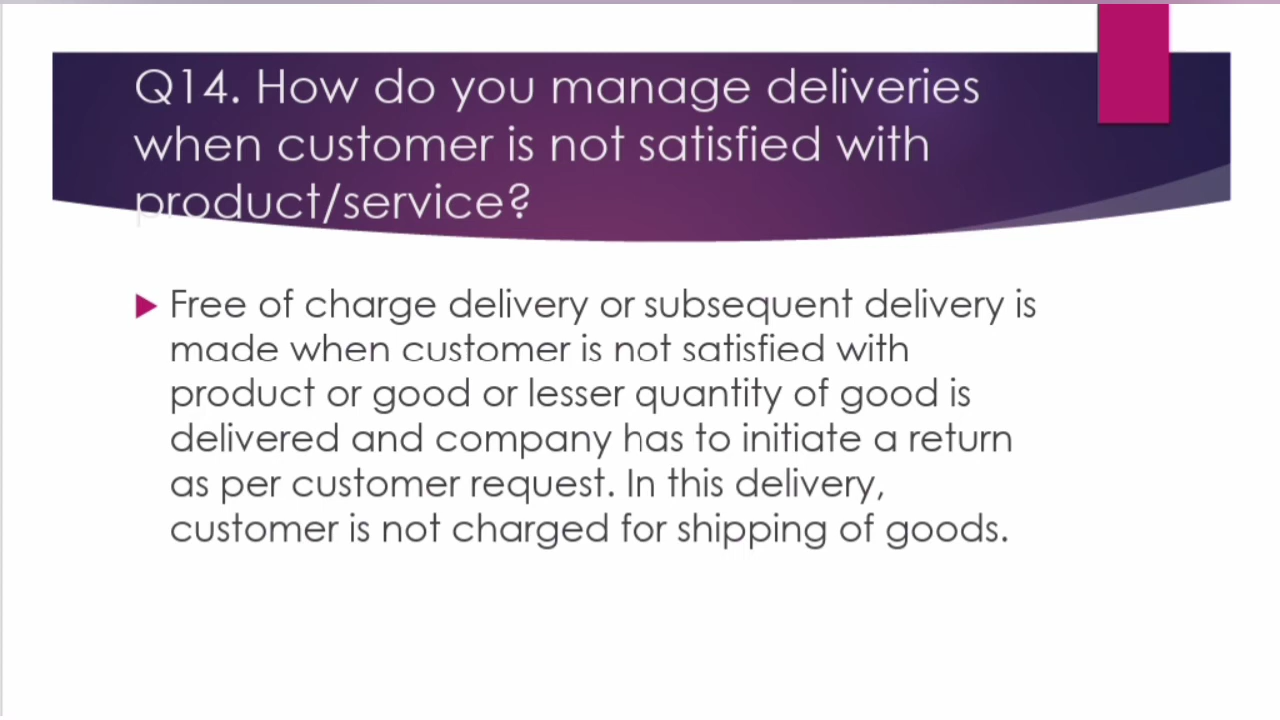 Q14. How do you manage deliveries
when customer is not satisfied with
product/service?
Free of charge delivery or subsequent delivery is
made when customer is not satisfied with
product or good or lesser quantity of good is
delivered and company has to initiate a return
as per customer request. In this delivery,
customer is not charged for shipping of goods.